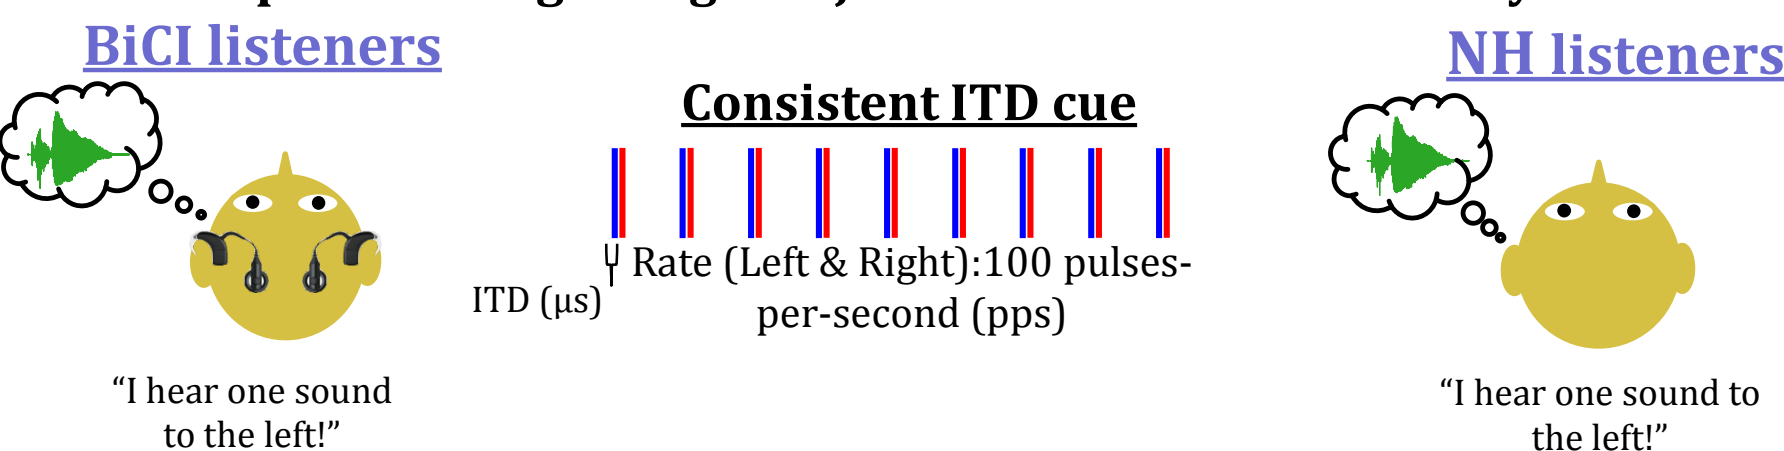 BiCI listeners
NH listeners
Consistent ITD cue
Rate (Left & Right):100 pulses-
per-second (pps)
ITD (μs)
“I hear one sound
to the left!”
“I hear one sound to
the left!”